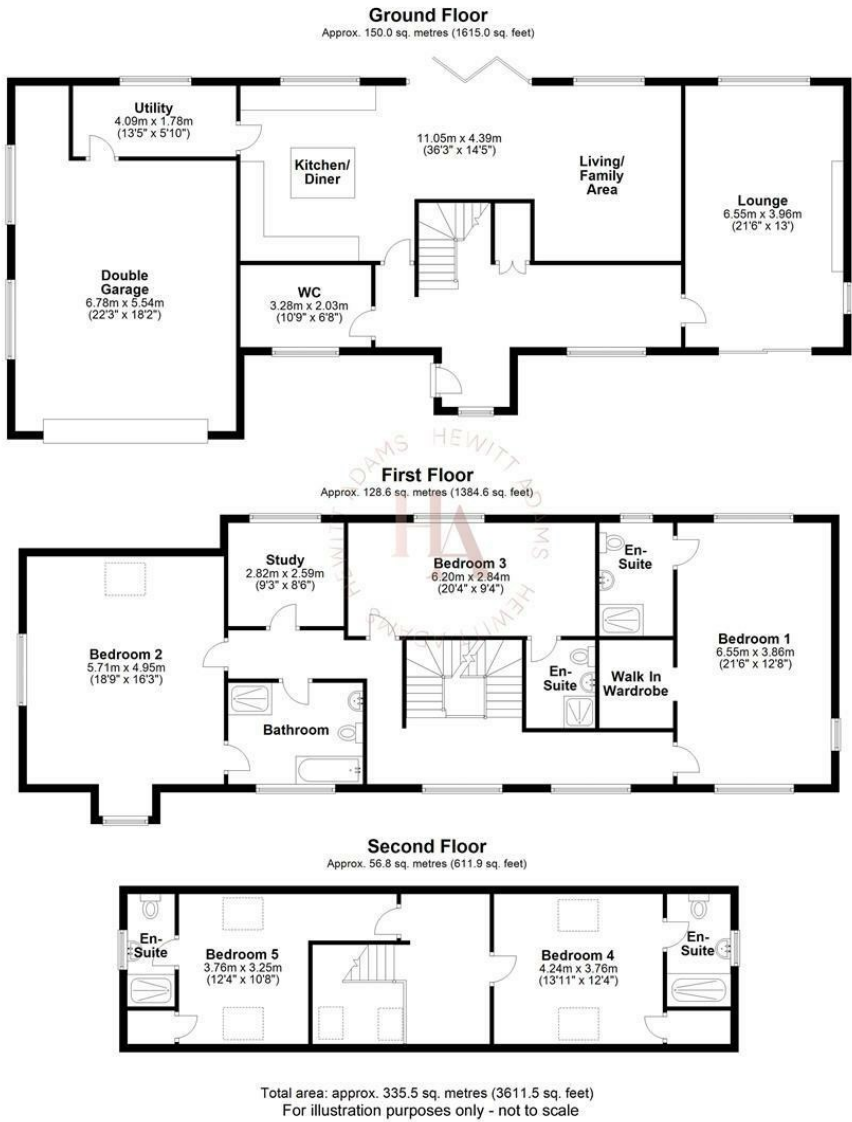 Ground Floor
Approx. 150.0 sq. metres (1615.0 sq. feet)
Utility
4.09m x 1.78m
(13'5" x 5'10")
Kitchen/
Diner
11.05m x 4.39m
(36'3" x 14'5")
Living/
Family
Area
Lounge
6.55m x 3.96m
(21'6" x 13')
Double
Garage
6.78m x 5.54m
(22'3" x 18'2")
WC
3.28m x 2.03m
(10'9" x 6'8")
HEWITT ADAMS HEWITT ADAMS HEWITT ADAMS
HA
First Floor
Approx. 128.6 sq. metres (1384.6 sq. feet)
Study
2.82m x 2.59m
(9'3" x 8'6")
Bedroom 3
6.20m x 2.84m
(20'4" x 9'4")
En-
Suite
Bedroom 2
5.71m x 4.95m
(18'9" x 16'3")
Bedroom 1
6.55m x 3.86m
(21'6" x 12'8")
En-
Suite
Walk In
Wardrobe
Bathroom
Second Floor
Approx. 56.8 sq. metres (611.9 sq. feet)
En-
Suite
Bedroom 5
3.76m x 3.25m
(12'4" x 10'8")
Bedroom 4
4.24m x 3.76m
(13'11" x 12'4")
En-
Suite
Total area: approx. 335.5 sq. metres (3611.5 sq. feet)
For illustration purposes only - not to scale